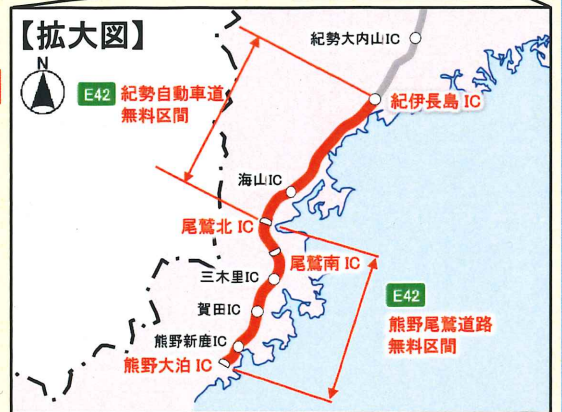 【拡大図】
N
紀勢大内山IC
E42 紀勢自動車道
無料区間
紀伊長島 IC
海山IC
尾鷲北 IC
尾鷲南 IC
三木里IC
賀田IC
E42
熊野尾鷲道路
無料区間
熊野新鹿IC
熊野大泊 IC